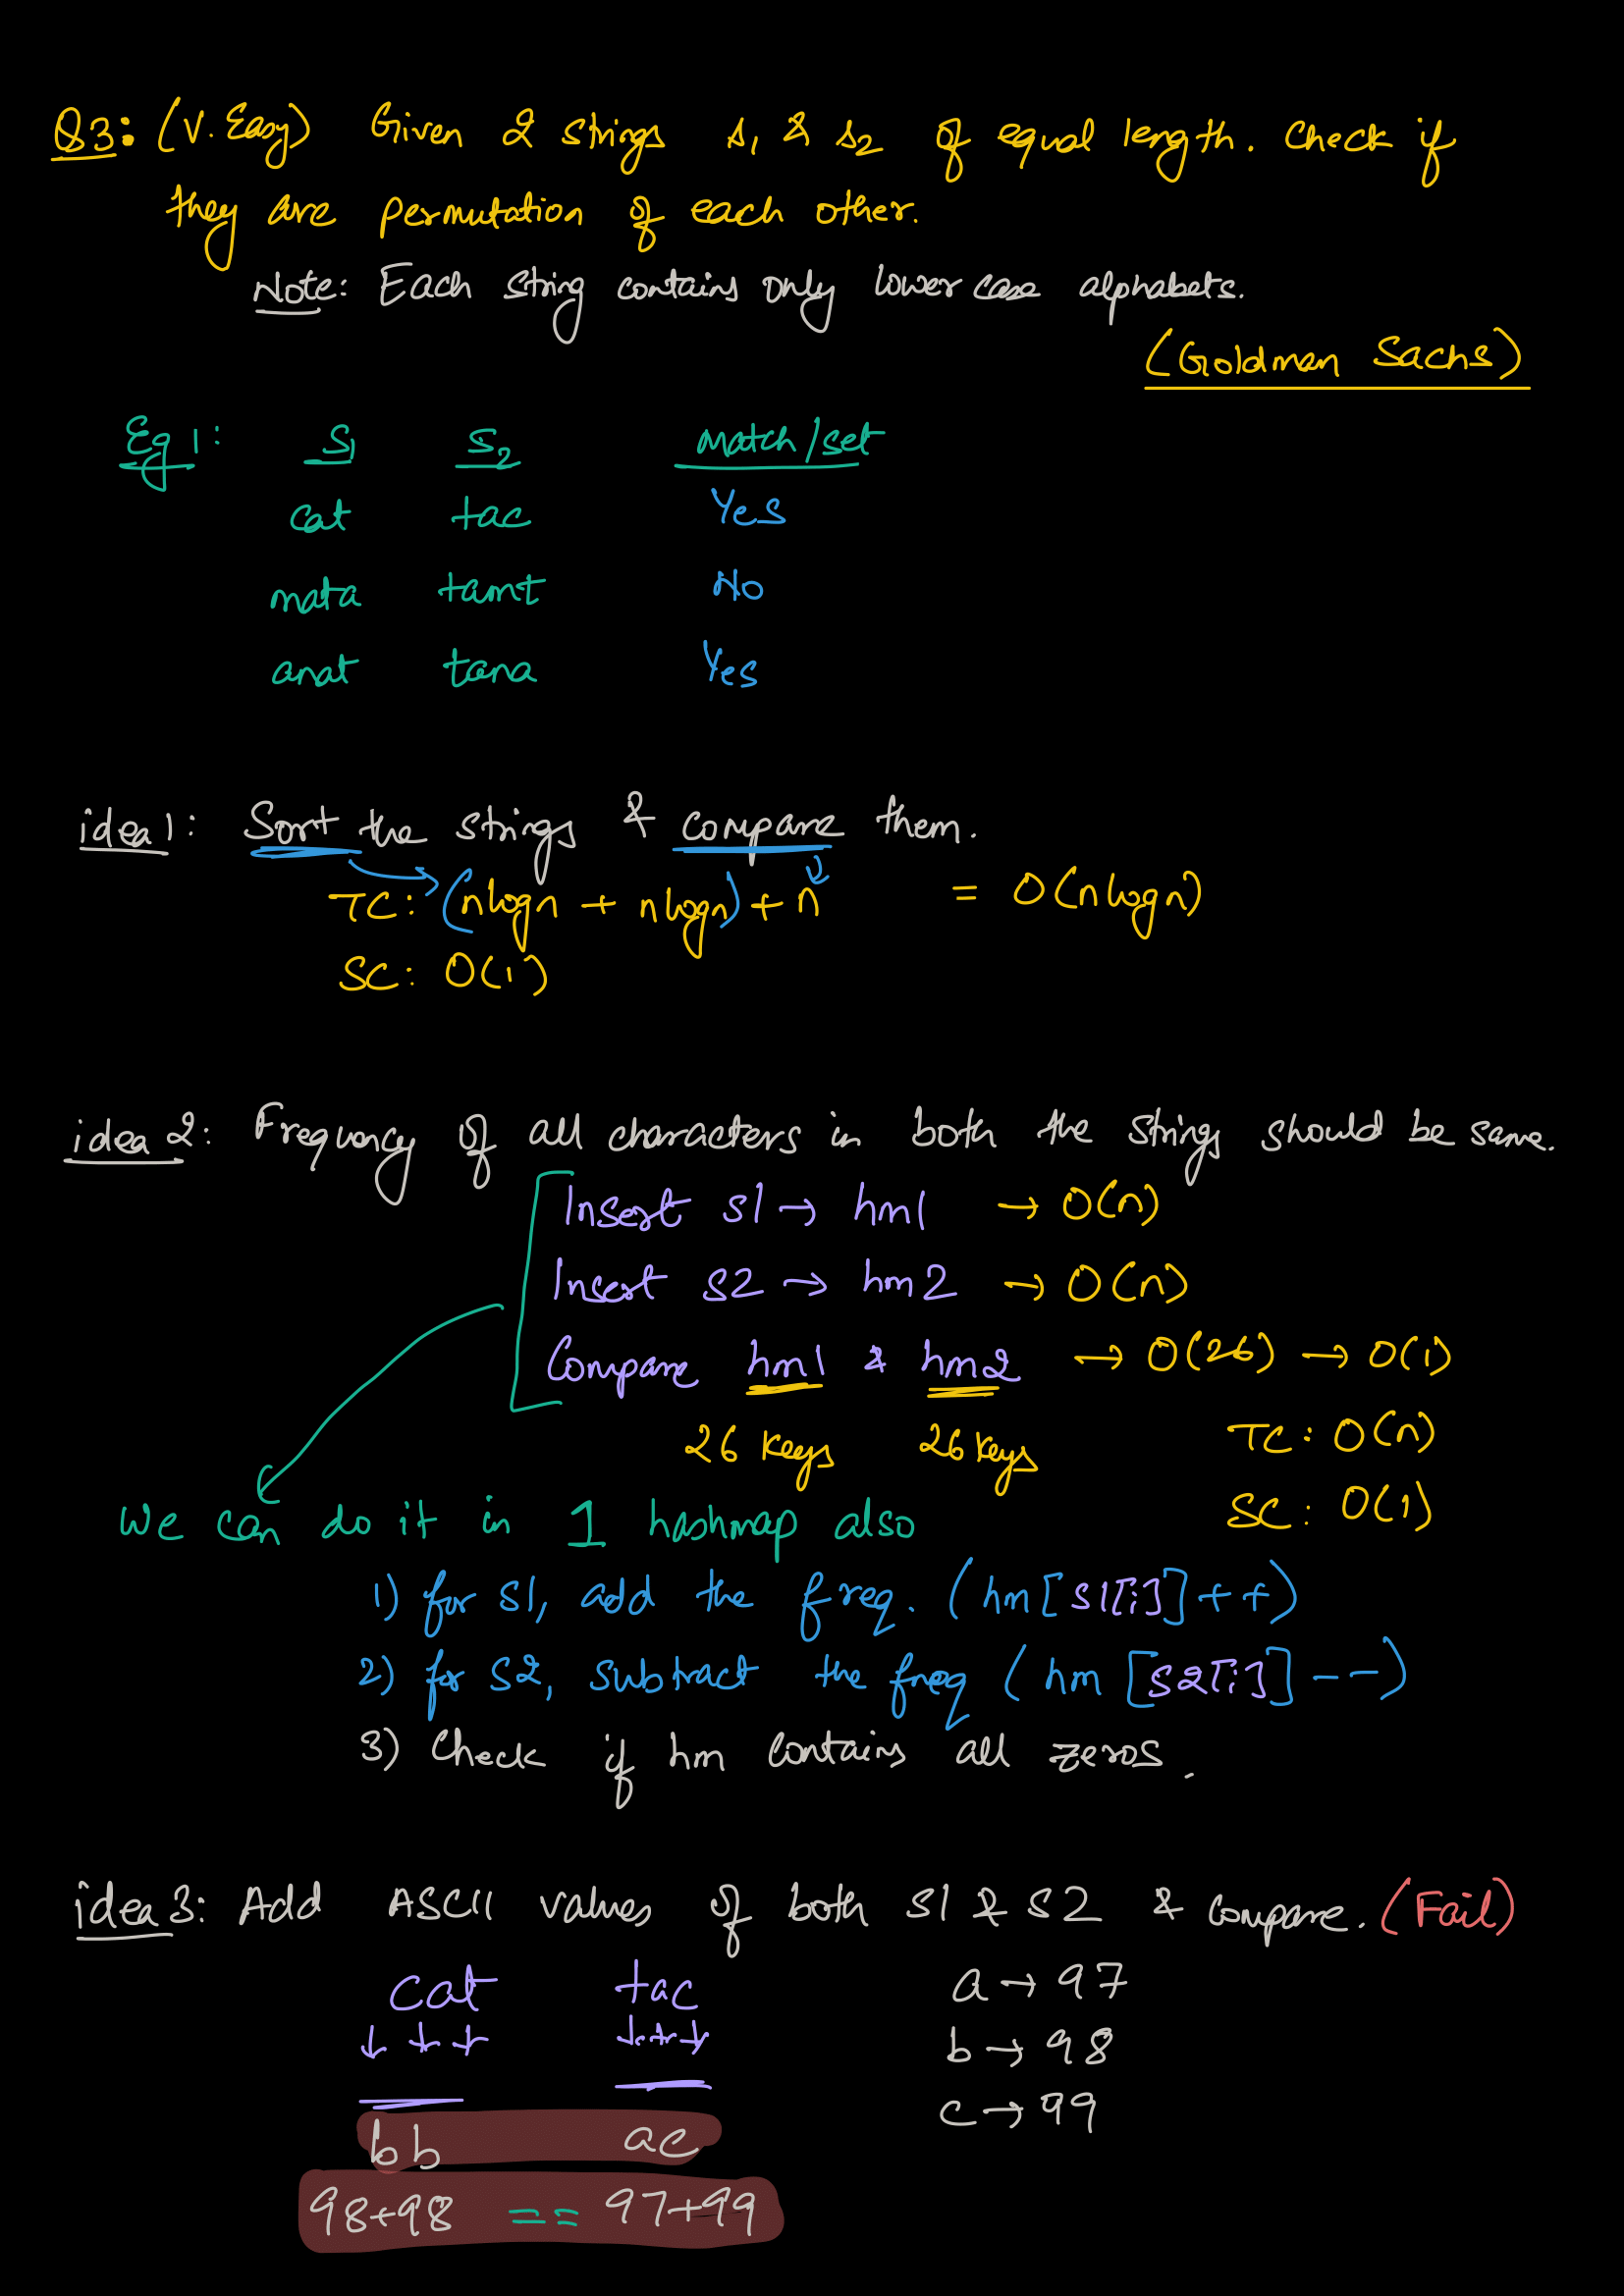 Q3: (V. Easy) Given 2 strings s1 & s2 of equal length. Check if
they are permutation of each other.
Note: Each string contains only lower case alphabets.
(Goldman Sachs)
Eg 1: S1 S2 match/set
cat tac Yes
mata tamt No
anat tana Yes
idea 1: Sort the strings & compare them.
TC: (nlogn + nlogn) + n = O(nlogn)
SC: O(1)
idea 2: Frequency of all characters in both the strings should be same.
Insert s1 → hm1 → O(n)
Insert s2 → hm2 → O(n)
Compare hm1 & hm2 → O(26) → O(1)
26 keys 26 keys TC: O(n)
SC: O(1)
we can do it in 1 hashmap also
1) for s1, add the freq. (hm[s1[i]]++)
2) for s2, subtract the freq (hm[s2[i]]--)
3) Check if hm contains all zeros.
idea 3: Add ASCII values of both s1 & s2 & compare. (Fail)
cat tac a → 97
b → 98
c → 99
bb ac
98+98 == 97+99